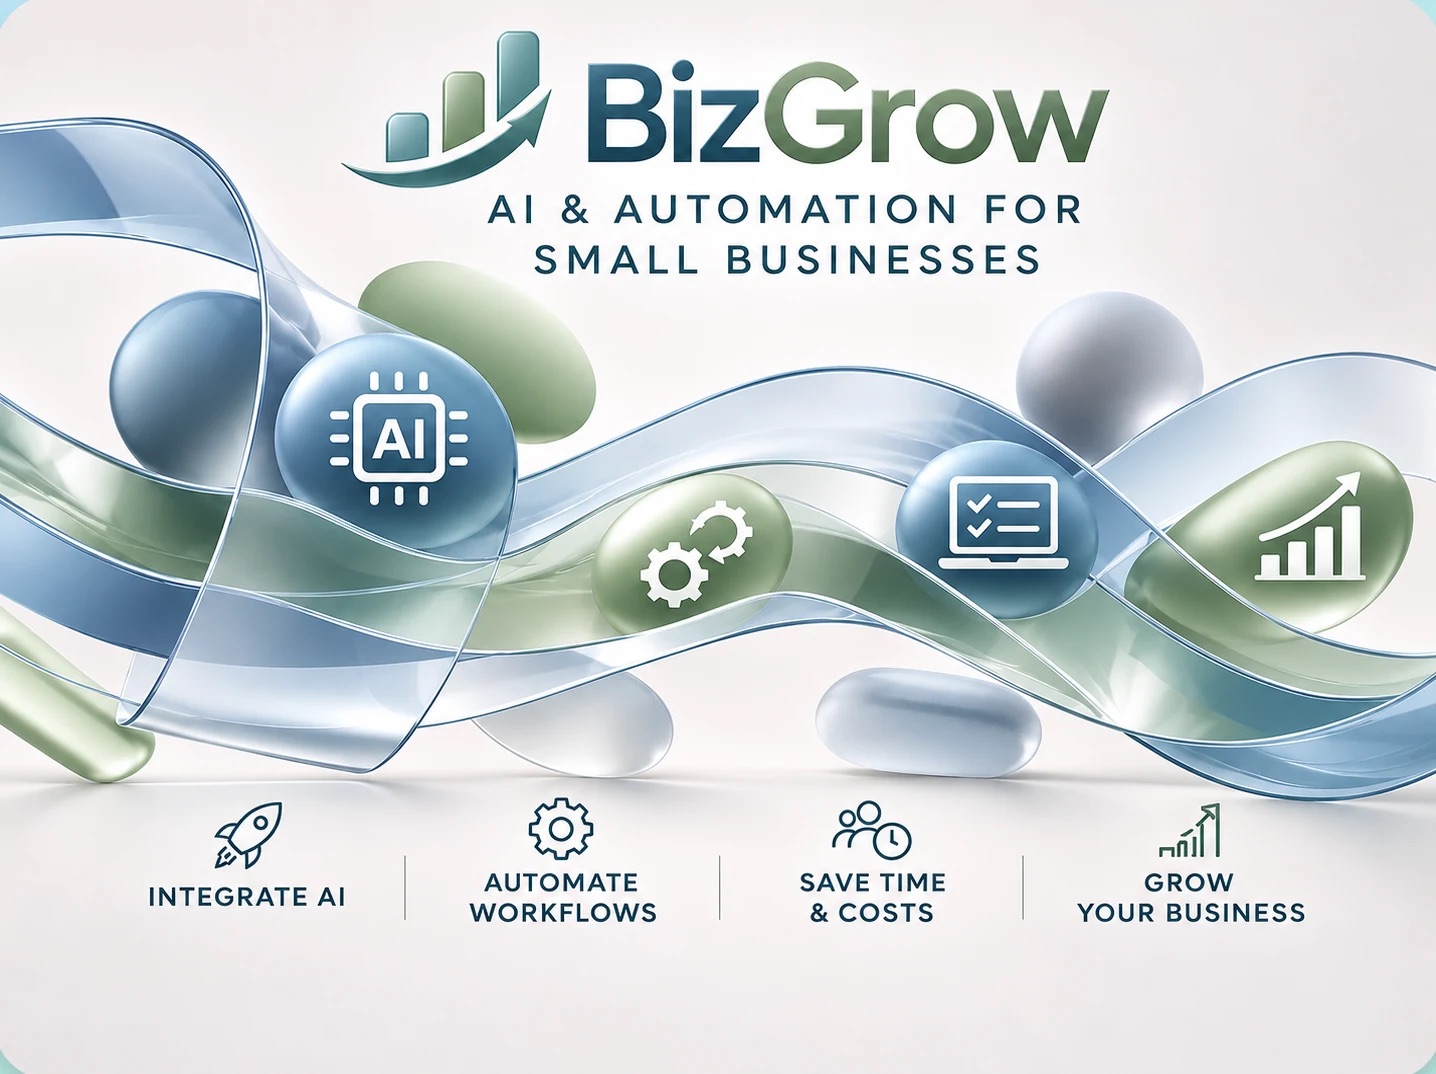 BizGrow
AI & AUTOMATION FOR
SMALL BUSINESSES
AI
INTEGRATE AI
AUTOMATE
WORKFLOWS
SAVE TIME
& COSTS
GROW
YOUR BUSINESS